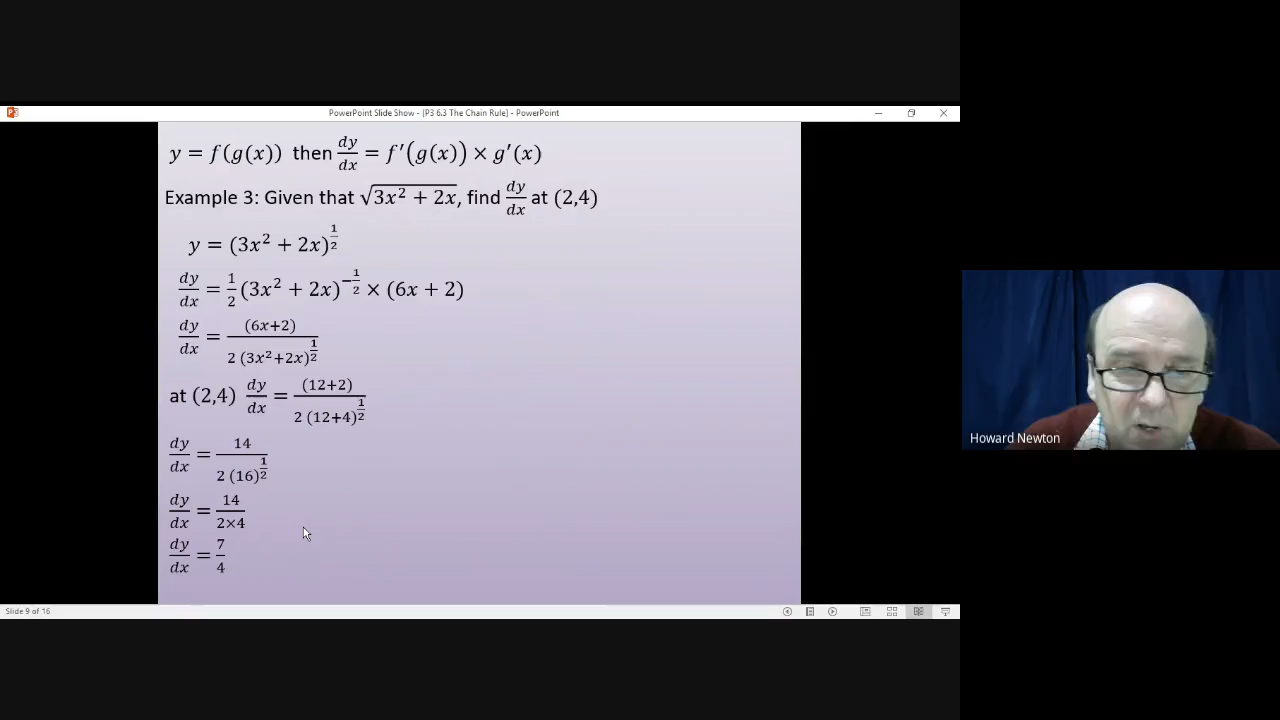 PowerPoint Slide Show - [P3 6.3 The Chain Rule] - PowerPoint
y = f(g(x)) then dy/dx = f′(g(x)) × g′(x)
Example 3: Given that √(3x² + 2x), find dy/dx at (2,4)
y = (3x² + 2x)^(1/2)
dy/dx = 1/2 (3x² + 2x)^(−1/2) × (6x + 2)
dy/dx = (6x+2) / 2 (3x²+2x)^(1/2)
at (2,4) dy/dx = (12+2) / 2 (12+4)^(1/2)
dy/dx = 14 / 2 (16)^(1/2)
dy/dx = 14 / 2×4
dy/dx = 7/4
Slide 9 of 16
Howard Newton